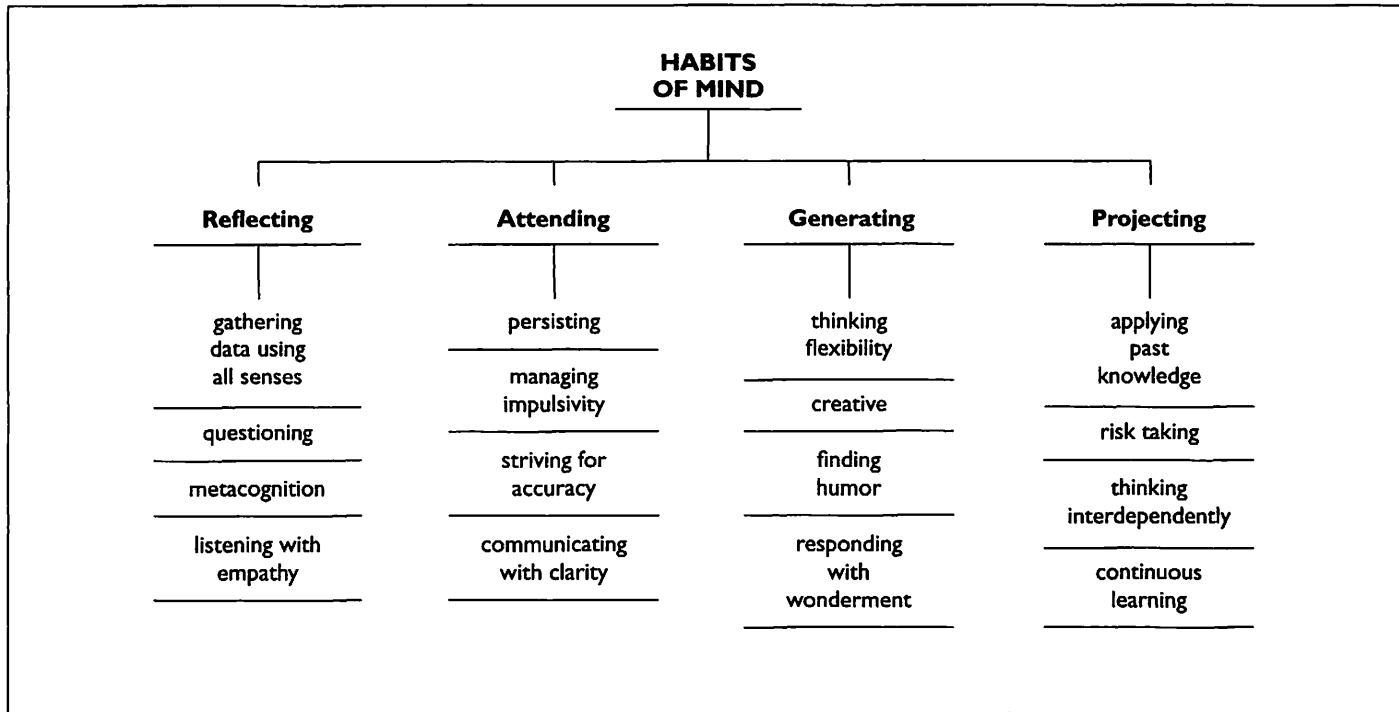 HABITS
OF MIND
Reflecting
gathering
data using
all senses
questioning
metacognition
listening with
empathy
Attending
persisting
managing
impulsivity
striving for
accuracy
communicating
with clarity
Generating
thinking
flexibility
creative
finding
humor
responding
with
wonderment
Projecting
applying
past
knowledge
risk taking
thinking
interdependently
continuous
learning